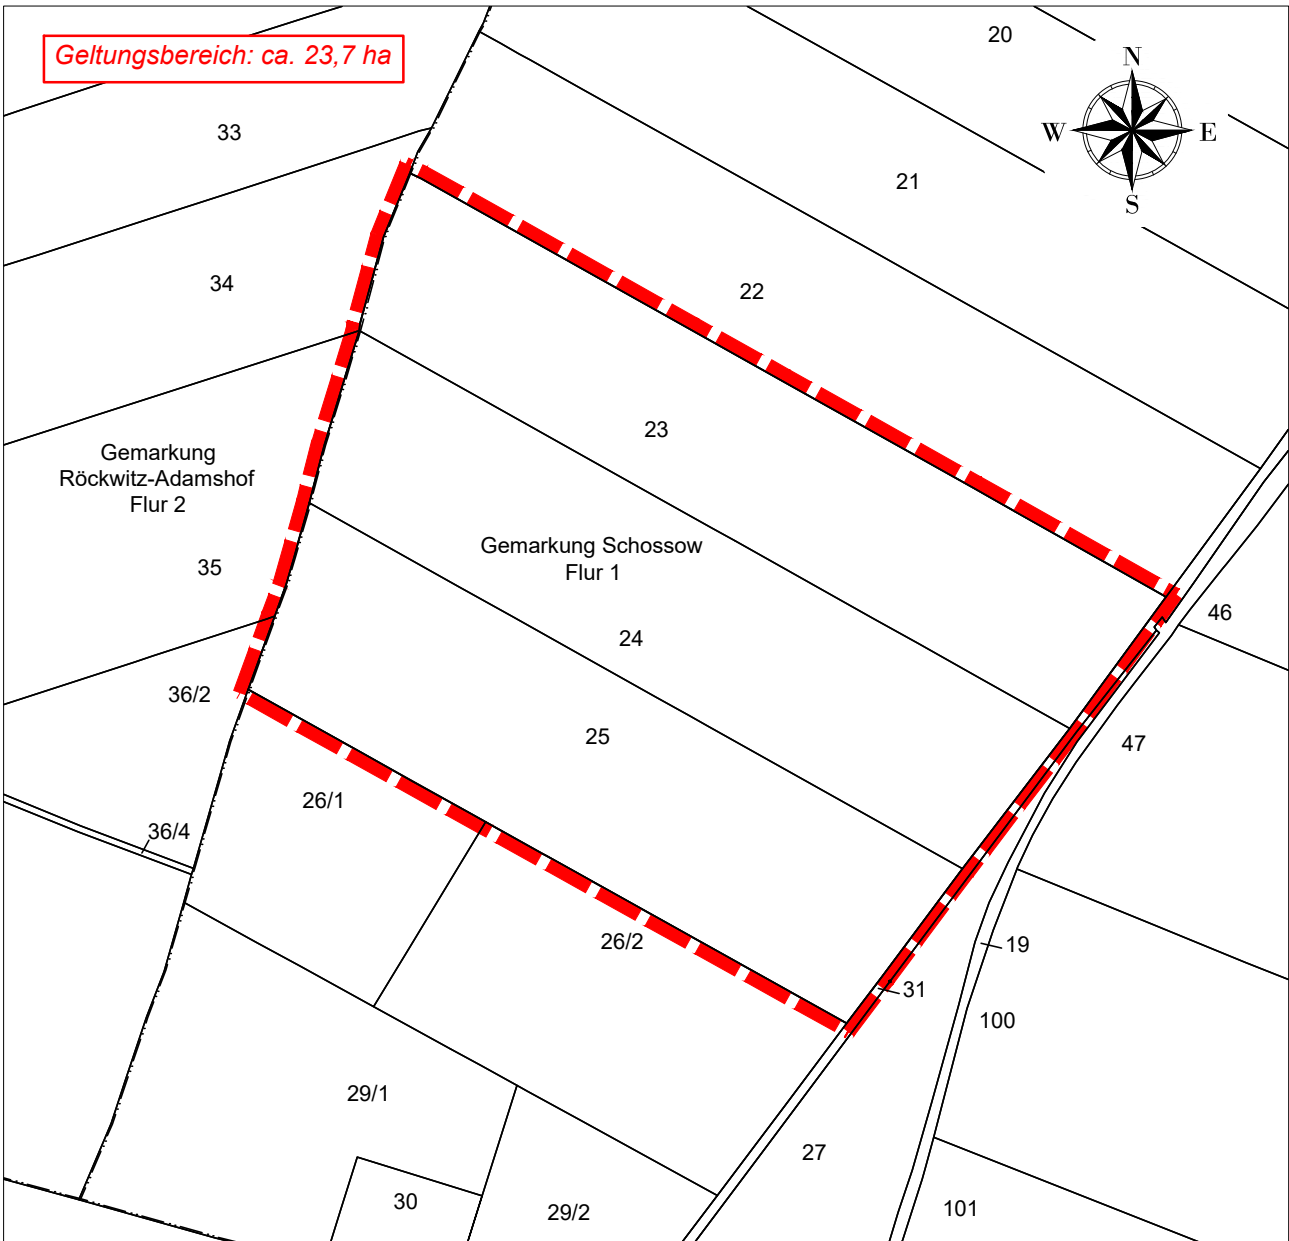 Geltungsbereich: ca. 23,7 ha
20
N
W E
S
33
21
34
22
23
Gemarkung
Röckwitz-Adamshof
Flur 2
Gemarkung Schossow
Flur 1
35
46
24
36/2
25
47
26/1
36/4
26/2
19
31
100
29/1
27
30
29/2
101